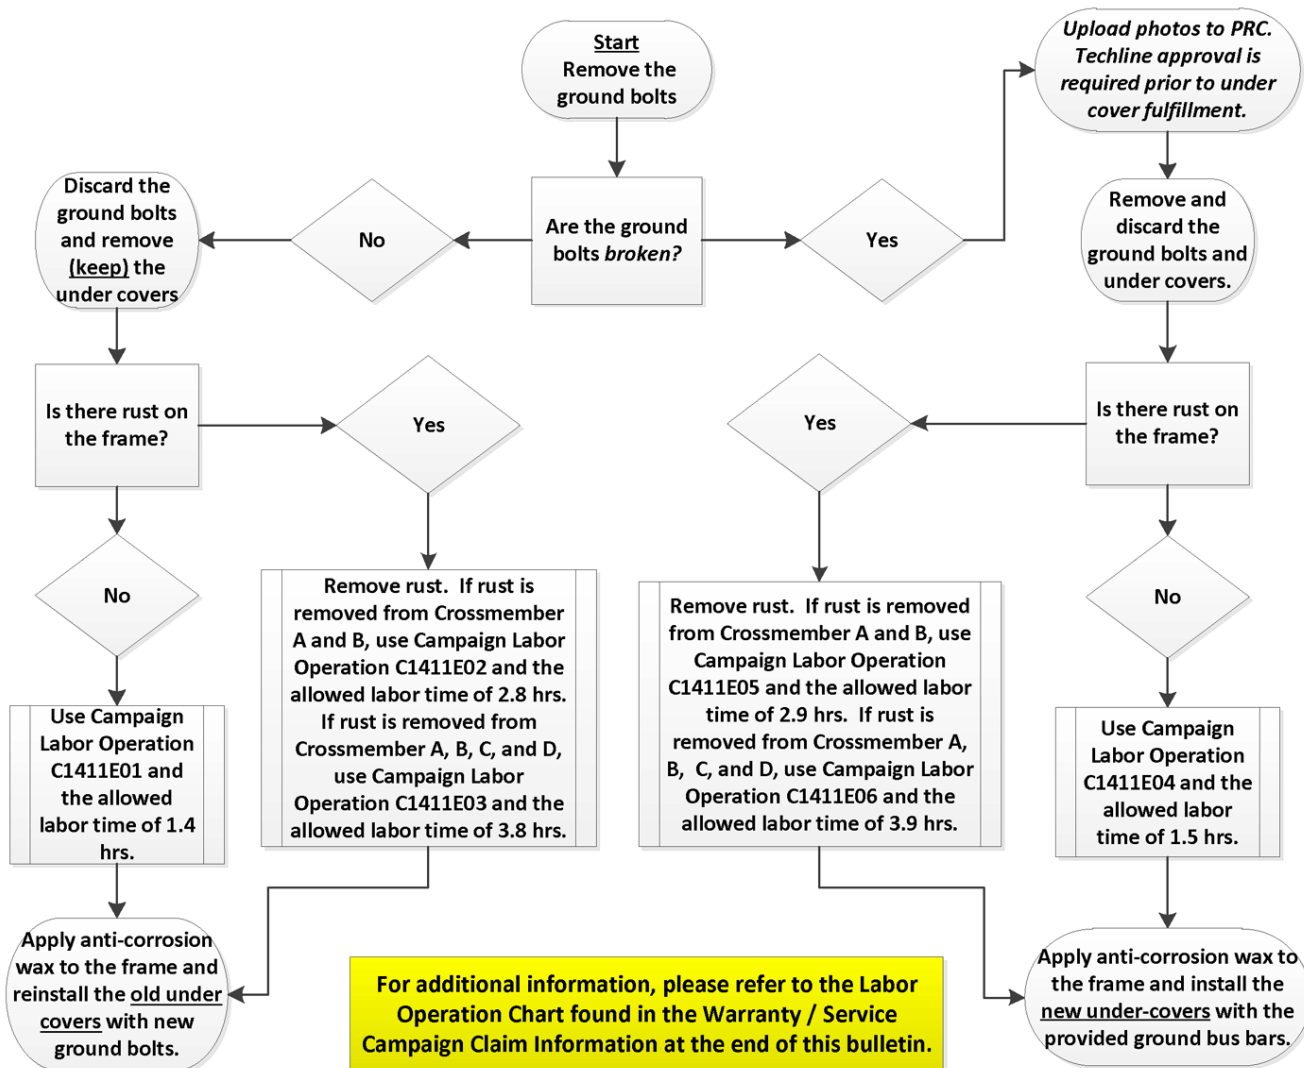 Start
Remove the
ground bolts
Upload photos to PRC.
Techline approval is
required prior to under
cover fulfillment.
Discard the
ground bolts
and remove
(keep) the
under covers
No
Are the ground
bolts broken?
Yes
Remove and
discard the
ground bolts and
under covers.
Is there rust on
the frame?
Yes
Yes
Is there rust on
the frame?
No
Remove rust.  If rust is
removed from Crossmember
A and B, use Campaign Labor
Operation C1411E02 and the
allowed labor time of 2.8 hrs.
If rust is removed from
Crossmember A, B, C, and D,
use Campaign Labor
Operation C1411E03 and the
allowed labor time of 3.8 hrs.
Remove rust.  If rust is removed
from Crossmember A and B, use
Campaign Labor Operation
C1411E05 and the allowed labor
time of 2.9 hrs.  If rust is
removed from Crossmember A,
B,  C, and D, use Campaign Labor
Operation C1411E06 and the
allowed labor time of 3.9 hrs.
No
Use Campaign
Labor Operation
C1411E01 and
the allowed
labor time of 1.4
hrs.
Use Campaign
Labor Operation
C1411E04 and the
allowed labor
time of 1.5 hrs.
Apply anti-corrosion
wax to the frame and
reinstall the old under
covers with new
ground bolts.
For additional information, please refer to the Labor
Operation Chart found in the Warranty / Service
Campaign Claim Information at the end of this bulletin.
Apply anti-corrosion wax to
the frame and install the
new under-covers with the
provided ground bus bars.